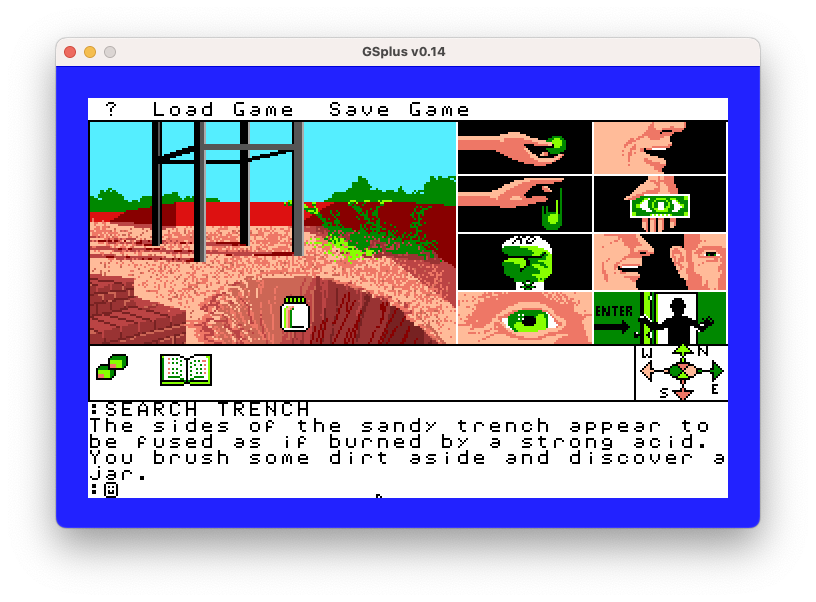 GSplus v0.14
? Load Game Save Game
ENTER
W N
S E
:SEARCH TRENCH
The sides of the sandy trench appear to
be fused as if burned by a strong acid.
You brush some dirt aside and discover a
jar.
: